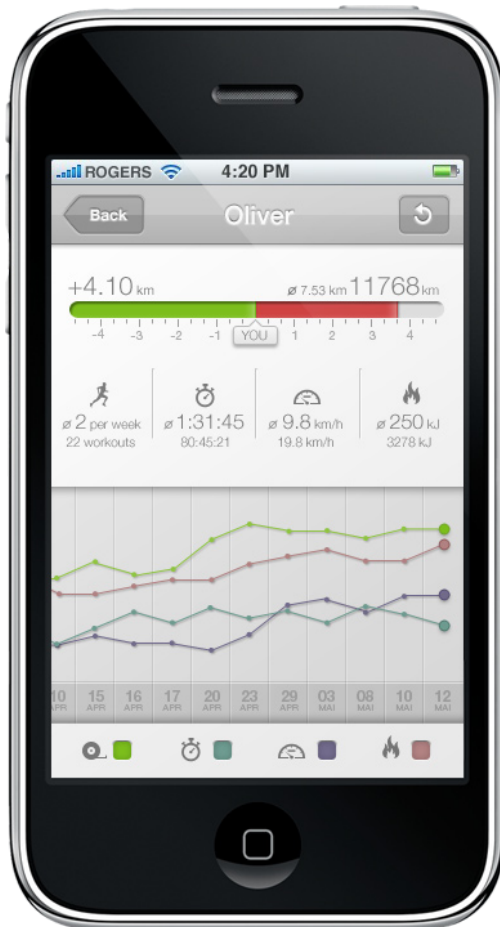 ROGERS 4:20 PM
Back Oliver
+4.10 km ø 7.53 km 11768 km
-4 -3 -2 -1 YOU 1 2 3 4
ø 2 per week ø 1:31:45 ø 9.8 km/h ø 250 kJ
22 workouts 80:45:21 19.8 km/h 3278 kJ
10 15 16 17 20 23 29 03 08 10 12
APR APR APR APR APR APR APR MAI MAI MAI MAI